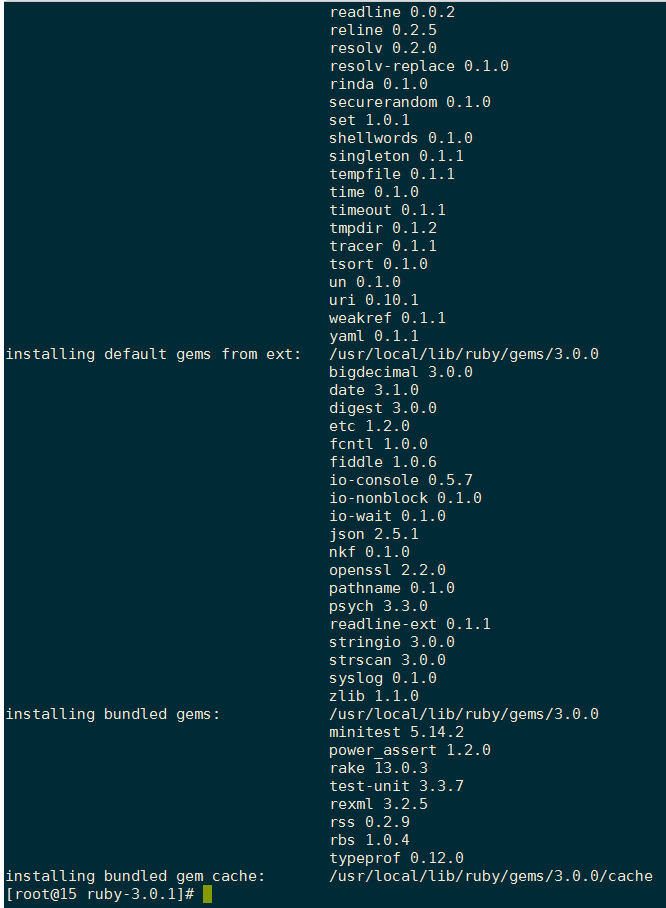 readline 0.0.2
reline 0.2.5
resolv 0.2.0
resolv-replace 0.1.0
rinda 0.1.0
securerandom 0.1.0
set 1.0.1
shellwords 0.1.0
singleton 0.1.1
tempfile 0.1.1
time 0.1.0
timeout 0.1.1
tmpdir 0.1.2
tracer 0.1.1
tsort 0.1.0
un 0.1.0
uri 0.10.1
weakref 0.1.1
yaml 0.1.1
installing default gems from ext:   /usr/local/lib/ruby/gems/3.0.0
bigdecimal 3.0.0
date 3.1.0
digest 3.0.0
etc 1.2.0
fcntl 1.0.0
fiddle 1.0.6
io-console 0.5.7
io-nonblock 0.1.0
io-wait 0.1.0
json 2.5.1
nkf 0.1.0
openssl 2.2.0
pathname 0.1.0
psych 3.3.0
readline-ext 0.1.1
stringio 3.0.0
strscan 3.0.0
syslog 0.1.0
zlib 1.1.0
installing bundled gems:            /usr/local/lib/ruby/gems/3.0.0
minitest 5.14.2
power_assert 1.2.0
rake 13.0.3
test-unit 3.3.7
rexml 3.2.5
rss 0.2.9
rbs 1.0.4
typeprof 0.12.0
installing bundled gem cache:       /usr/local/lib/ruby/gems/3.0.0/cache
[root@15 ruby-3.0.1]#